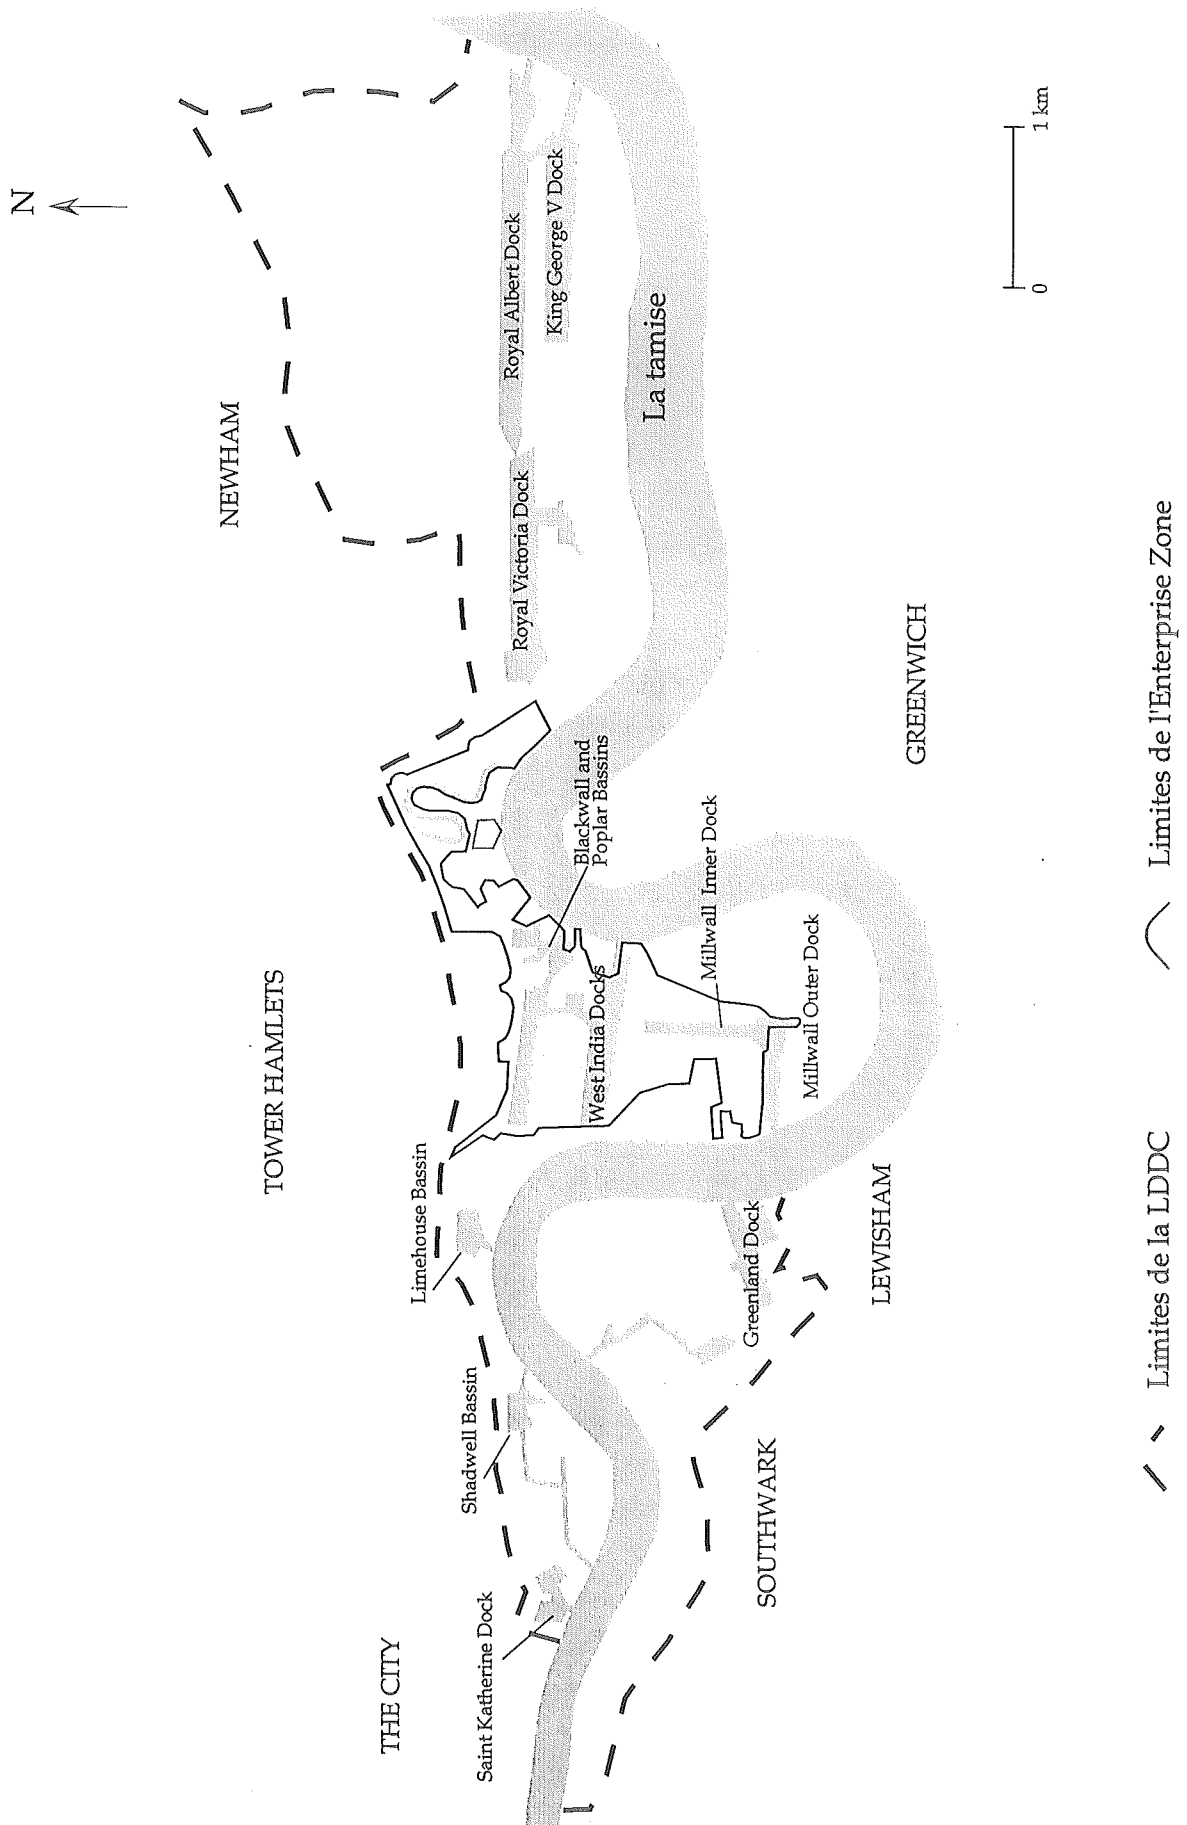 N
NEWHAM
TOWER HAMLETS
THE CITY
Limehouse Bassin
Shadwell Bassin
Saint Katherine Dock
Royal Victoria Dock
Royal Albert Dock
King George V Dock
La tamise
Blackwall and
Poplar Bassins
West India Docks
Millwall Inner Dock
Millwall Outer Dock
Greenland Dock
GREENWICH
LEWISHAM
SOUTHWARK
0
1 km
Limites de la LDDC
Limites de l'Enterprise Zone